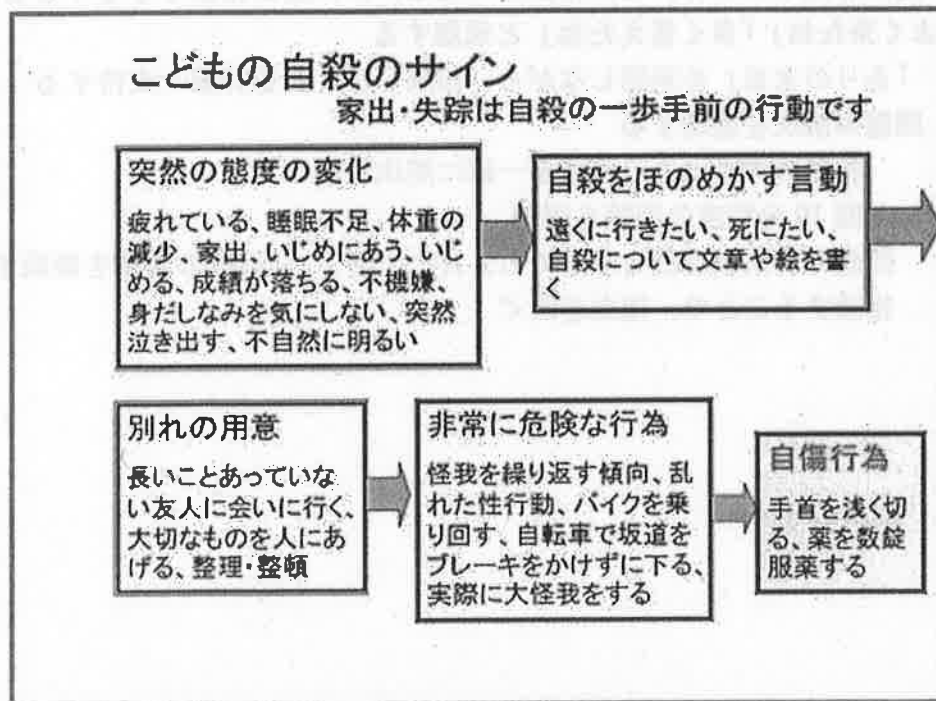 こどもの自殺のサイン
家出・失踪は自殺の一歩手前の行動です
突然の態度の変化
疲れている、睡眠不足、体重の
減少、家出、いじめにあう、いじ
める、成績が落ちる、不機嫌、
身だしなみを気にしない、突然
泣き出す、不自然に明るい
自殺をほのめかす言動
遠くに行きたい、死にたい、
自殺について文章や絵を書
く
別れの用意
長いことあっていな
い友人に会いに行く、
大切なものを人にあ
げる、整理・整頓
非常に危険な行為
怪我を繰り返す傾向、乱
れた性行動、バイクを乗
り回す、自転車で坂道を
ブレーキをかけずに下る、
実際に大怪我をする
自傷行為
手首を浅く切
る、薬を数錠
服薬する